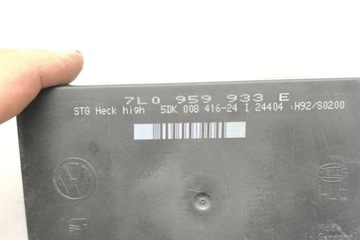 7L0 959 933 E
STG Heck high 5DK 008 416-24 I 24404 :H92/S0200